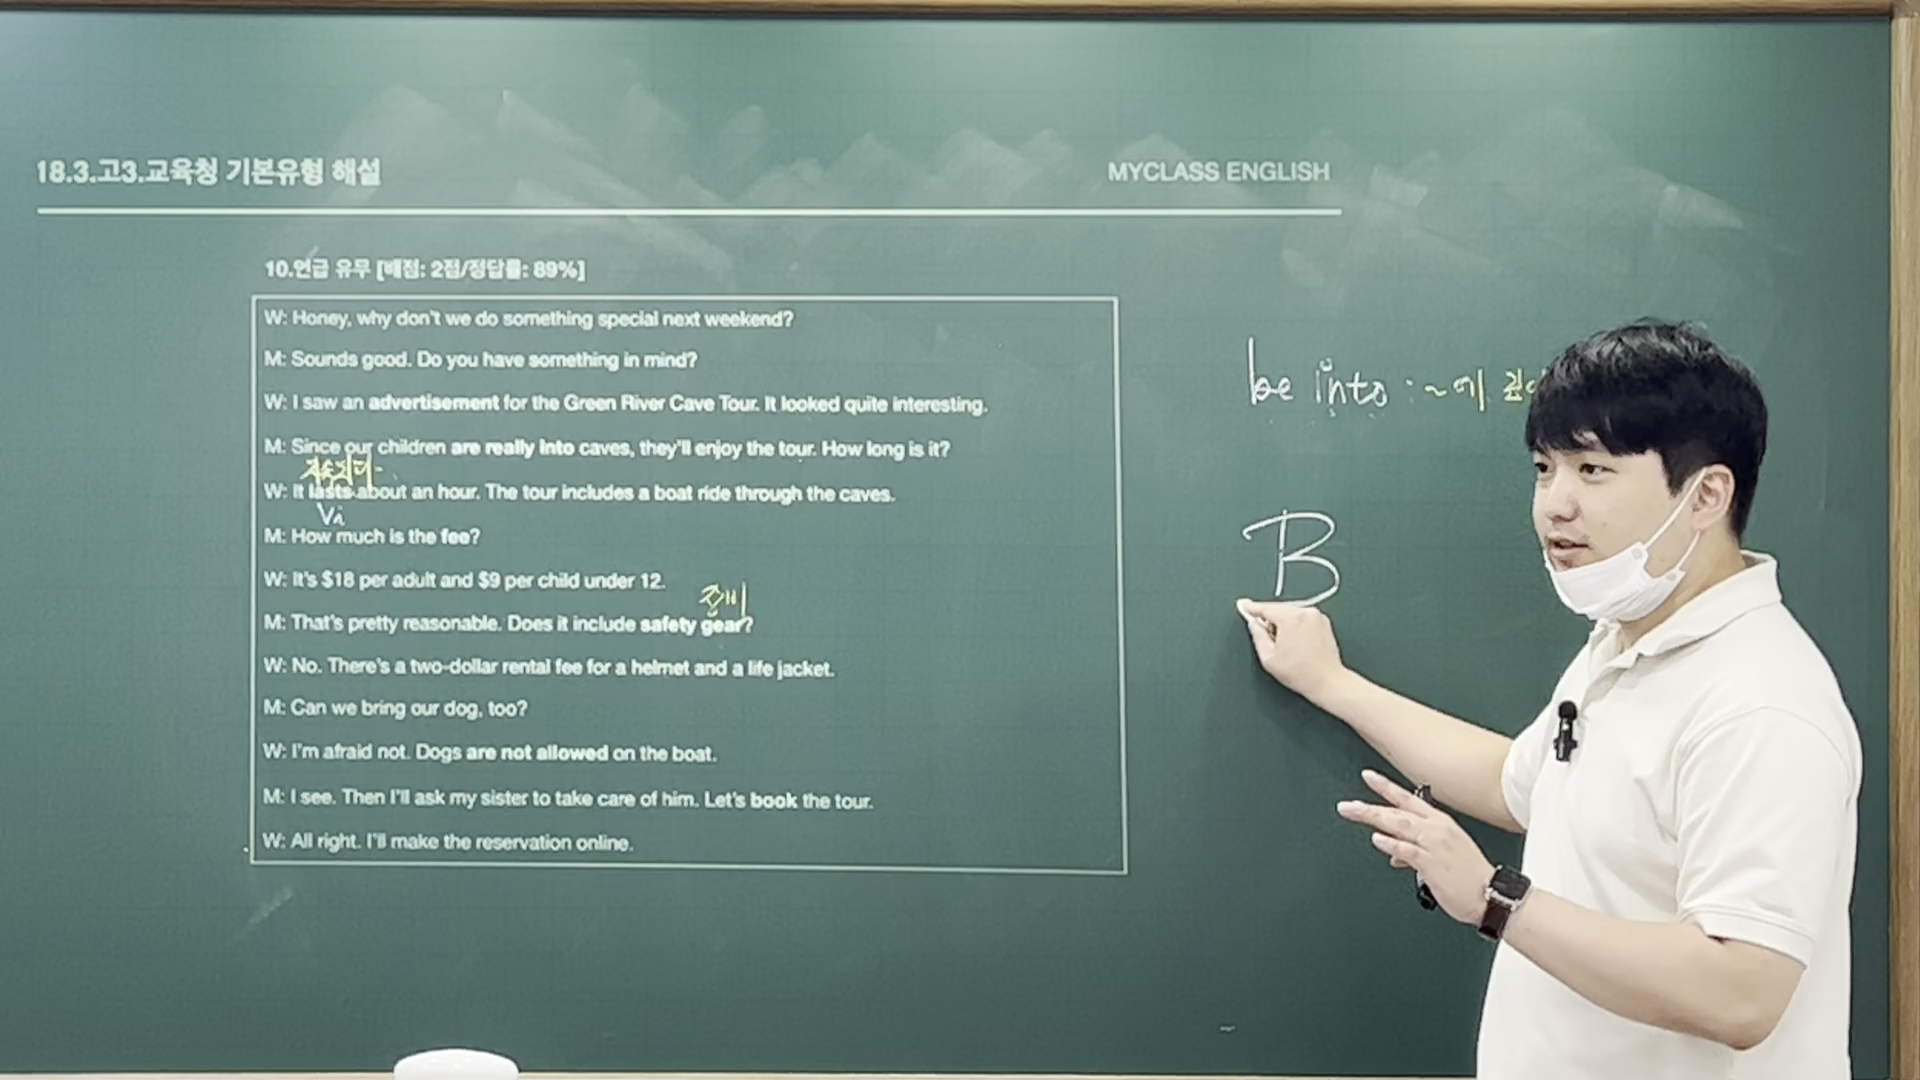 18.3.고3.교육청 기본유형 해설
MYCLASS ENGLISH
10.언급 유무 [배점: 2점/정답률: 89%]
W: Honey, why don't we do something special next weekend?
M: Sounds good. Do you have something in mind?
W: I saw an advertisement for the Green River Cave Tour. It looked quite interesting.
M: Since our children are really into caves, they'll enjoy the tour. How long is it?
지속되다
W: It lasts about an hour. The tour includes a boat ride through the caves.
Vi
M: How much is the fee?
W: It's $18 per adult and $9 per child under 12.
장비
M: That's pretty reasonable. Does it include safety gear?
W: No. There's a two-dollar rental fee for a helmet and a life jacket.
M: Can we bring our dog, too?
W: I'm afraid not. Dogs are not allowed on the boat.
M: I see. Then I'll ask my sister to take care of him. Let's book the tour.
W: All right. I'll make the reservation online.
be into : ~에
B